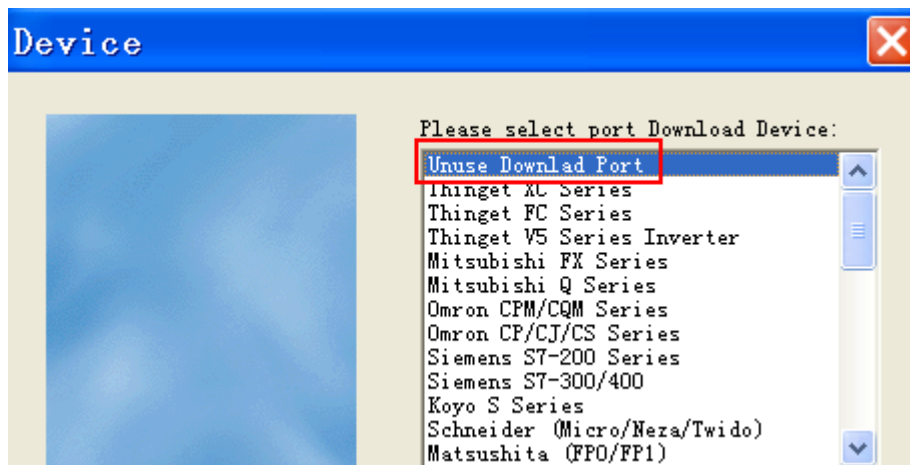 Device
Please select port Download Device:
Unuse Downlad Port
Thinget XC Series
Thinget FC Series
Thinget V5 Series Inverter
Mitsubishi FX Series
Mitsubishi Q Series
Omron CPM/CQM Series
Omron CP/CJ/CS Series
Siemens S7-200 Series
Siemens S7-300/400
Koyo S Series
Schneider (Micro/Neza/Twido)
Matsushita (FP0/FP1)